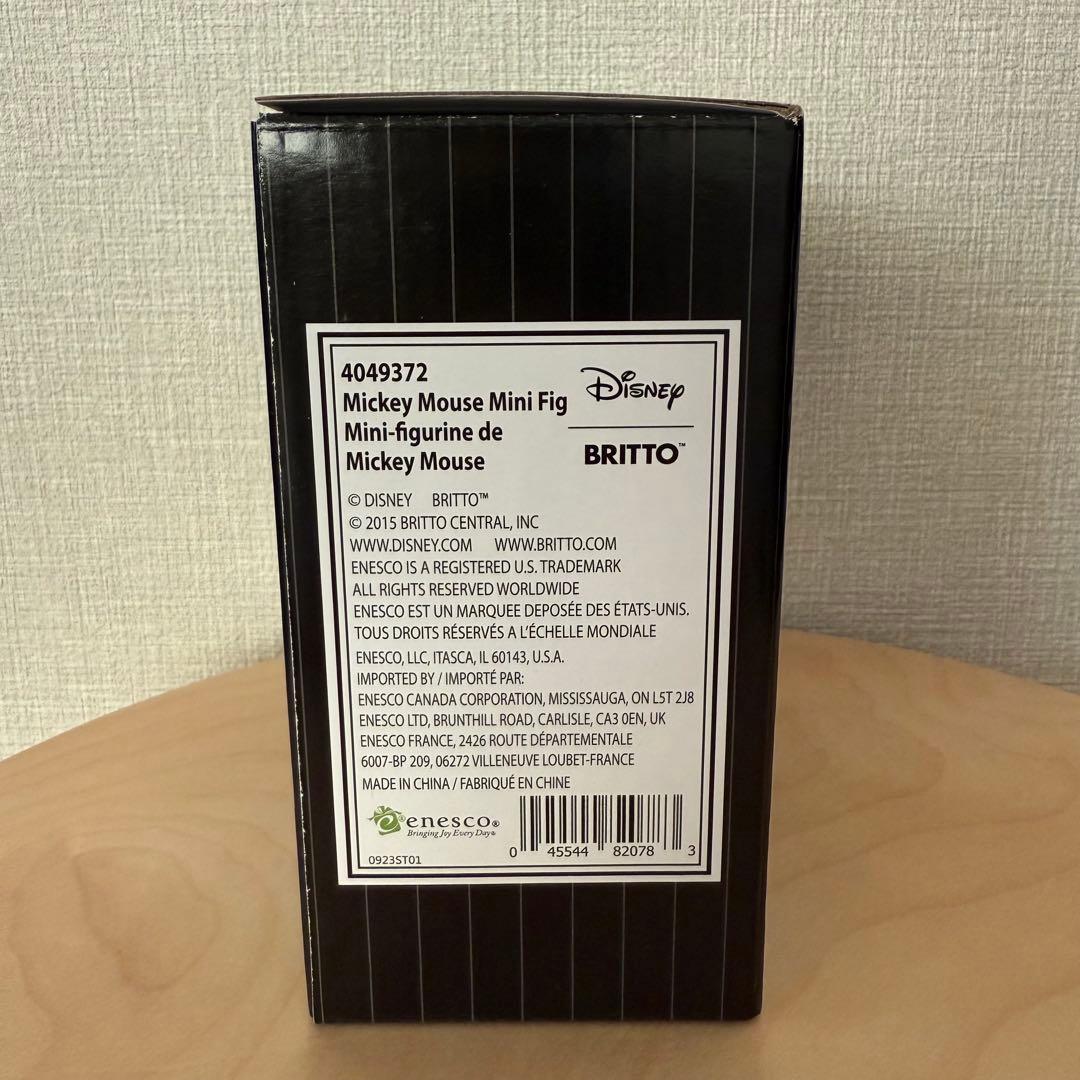 4049372
Mickey Mouse Mini Fig
Mini-figurine de
Mickey Mouse
Disney
BRITTO™
© DISNEY BRITTO™
© 2015 BRITTO CENTRAL, INC
WWW.DISNEY.COM WWW.BRITTO.COM
ENESCO IS A REGISTERED U.S. TRADEMARK
ALL RIGHTS RESERVED WORLDWIDE
ENESCO EST UN MARQUEE DEPOSÉE DES ÉTATS-UNIS.
TOUS DROITS RÉSERVÉS A L'ÉCHELLE MONDIALE
ENESCO, LLC, ITASCA, IL 60143, U.S.A.
IMPORTED BY / IMPORTÉ PAR:
ENESCO CANADA CORPORATION, MISSISSAUGA, ON L5T 2J8
ENESCO LTD, BRUNTHILL ROAD, CARLISLE, CA3 0EN, UK
ENESCO FRANCE, 2426 ROUTE DÉPARTEMENTALE
6007-BP 209, 06272 VILLENEUVE LOUBET-FRANCE
MADE IN CHINA / FABRIQUÉ EN CHINE
enesco®
Bringing Joy Every Day®
0923ST01
0 45544 82078 3